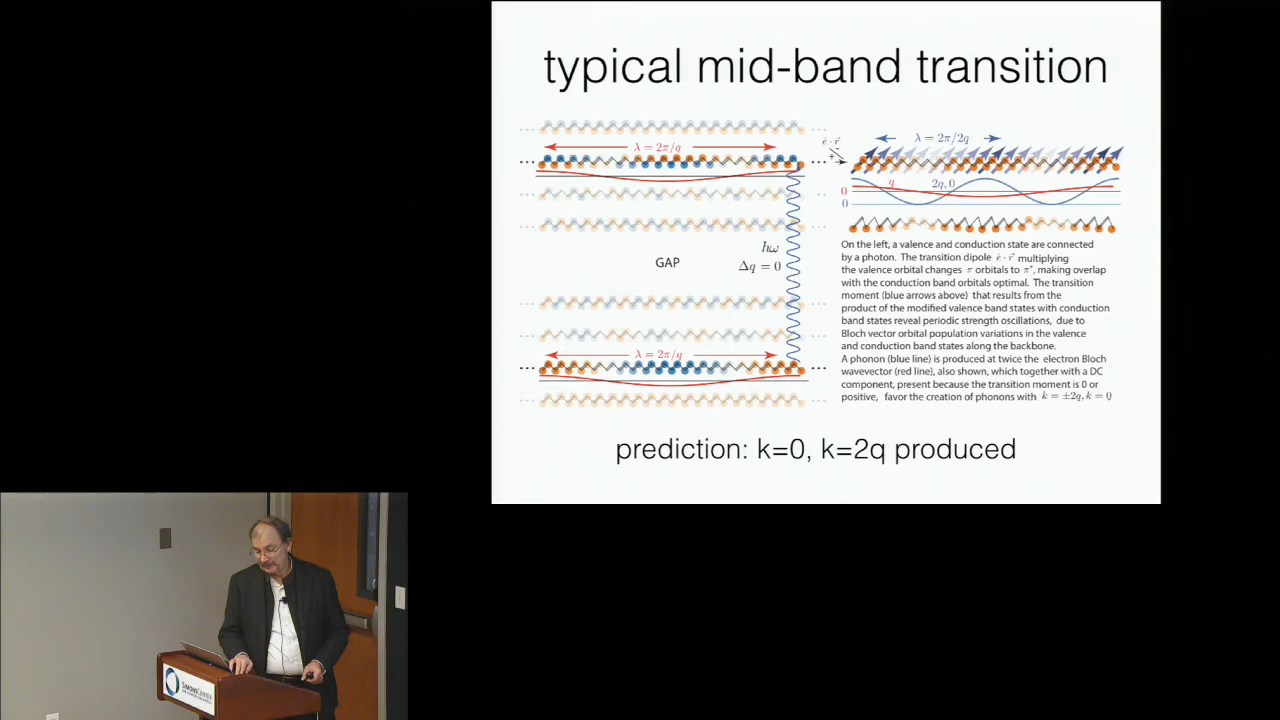 typical mid-band transition
λ = 2π/q
GAP
ħω
Δq = 0
λ = 2π/q
ê · r⃗
+
-
λ = 2π/2q
q
2q, 0
0
0
On the left, a valence and conduction state are connected
by a photon. The transition dipole ê · r⃗ multiplying
the valence orbital changes π orbitals to π*, making overlap
with the conduction band orbitals optimal. The transition
moment (blue arrows above) that results from the
product of the modified valence band states with conduction
band states reveal periodic strength oscillations, due to
Bloch vector orbital population variations in the valence
and conduction band states along the backbone.
A phonon (blue line) is produced at twice the electron Bloch
wavevector (red line), also shown, which together with a DC
component, present because the transition moment is 0 or
positive, favor the creation of phonons with k = ±2q, k = 0
prediction: k=0, k=2q produced
SIMONS CENTER